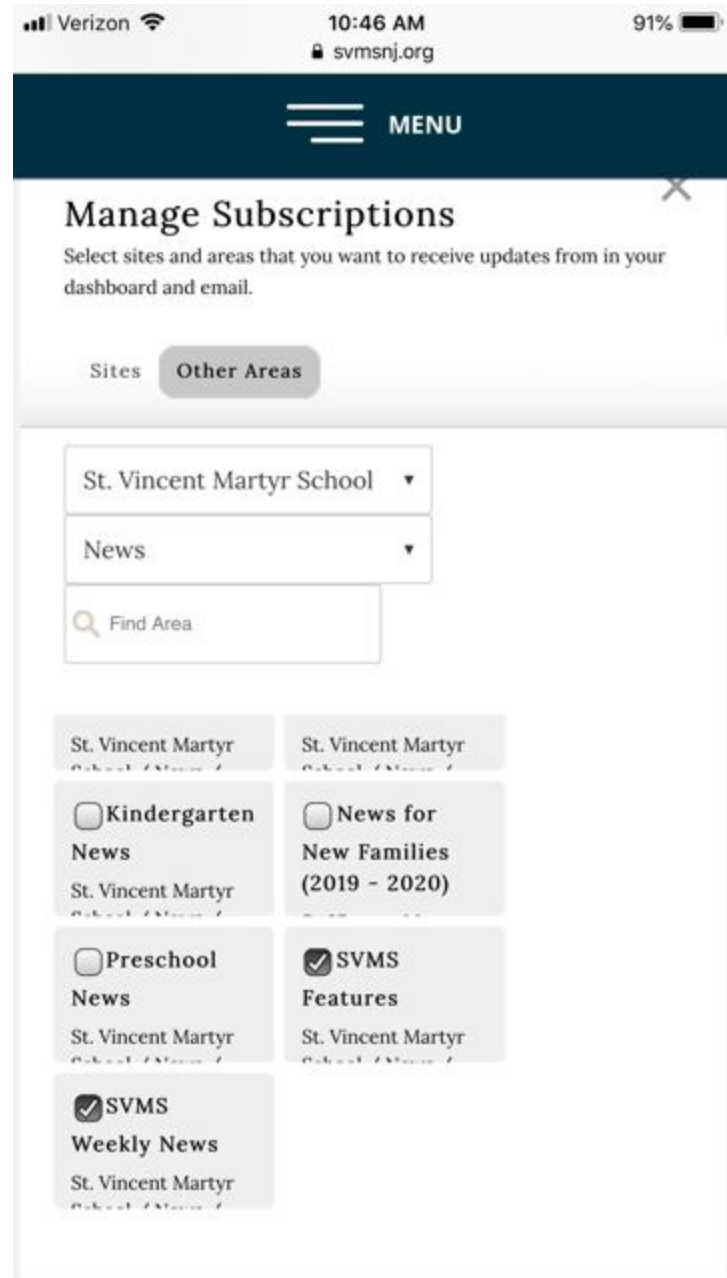 Verizon 10:46 AM 91%
svmsnj.org
MENU
Manage Subscriptions
Select sites and areas that you want to receive updates from in your
dashboard and email.
Sites Other Areas
St. Vincent Martyr School
News
Find Area
St. Vincent Martyr St. Vincent Martyr
Kindergarten
News
St. Vincent Martyr
News for
New Families
(2019 - 2020)
Preschool
News
St. Vincent Martyr
SVMS
Features
St. Vincent Martyr
SVMS
Weekly News
St. Vincent Martyr